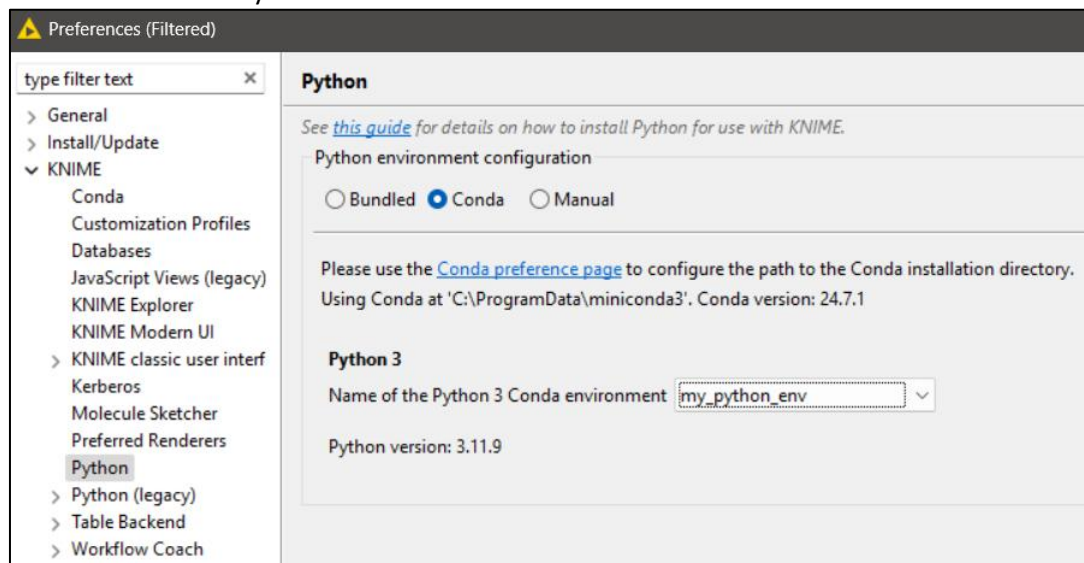 Preferences (Filtered)
type filter text
General
Install/Update
KNIME
Conda
Customization Profiles
Databases
JavaScript Views (legacy)
KNIME Explorer
KNIME Modern UI
KNIME classic user interf
Kerberos
Molecule Sketcher
Preferred Renderers
Python
Python (legacy)
Table Backend
Workflow Coach
Python
See this guide for details on how to install Python for use with KNIME.
Python environment configuration
Bundled Conda Manual
Please use the Conda preference page to configure the path to the Conda installation directory.
Using Conda at 'C:\ProgramData\miniconda3'. Conda version: 24.7.1
Python 3
Name of the Python 3 Conda environment my_python_env
Python version: 3.11.9